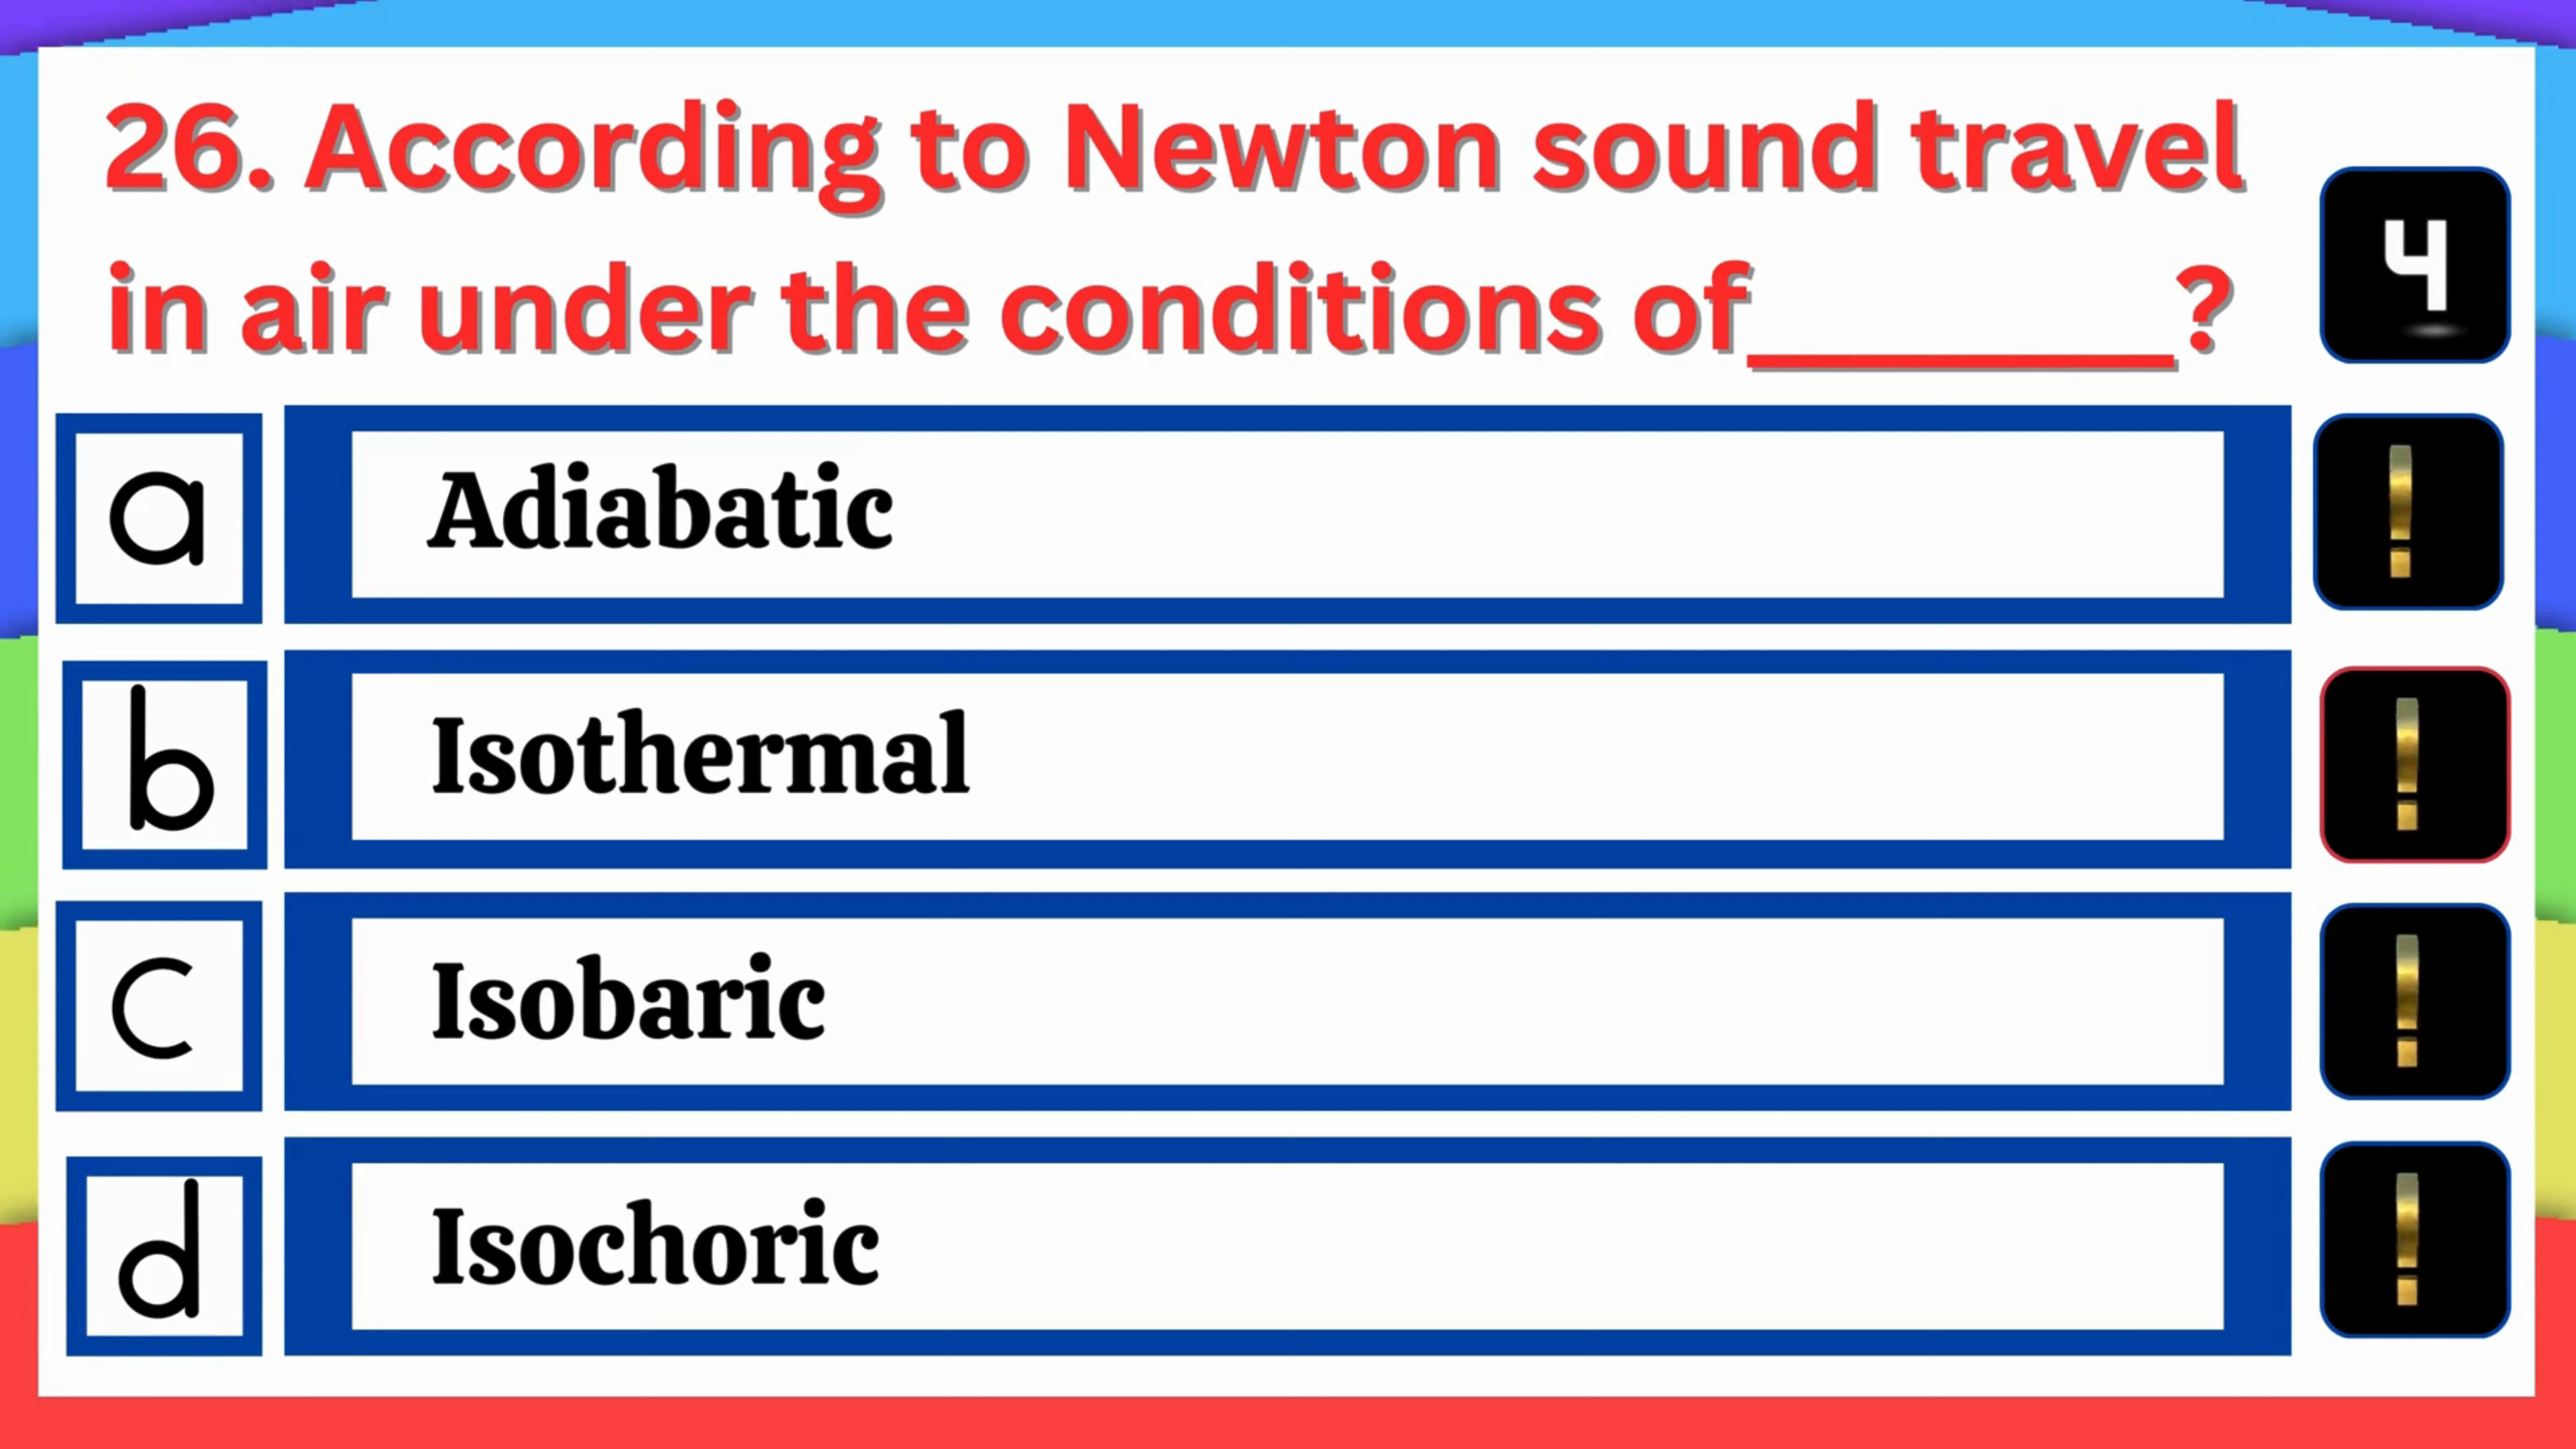 26. According to Newton sound travel
in air under the conditions of________?
4
a
Adiabatic
!
b
Isothermal
!
c
Isobaric
!
d
Isochoric
!